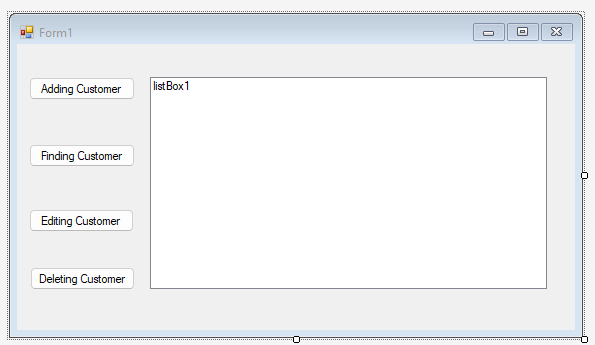 Form1
Adding Customer
listBox1
Finding Customer
Editing Customer
Deleting Customer